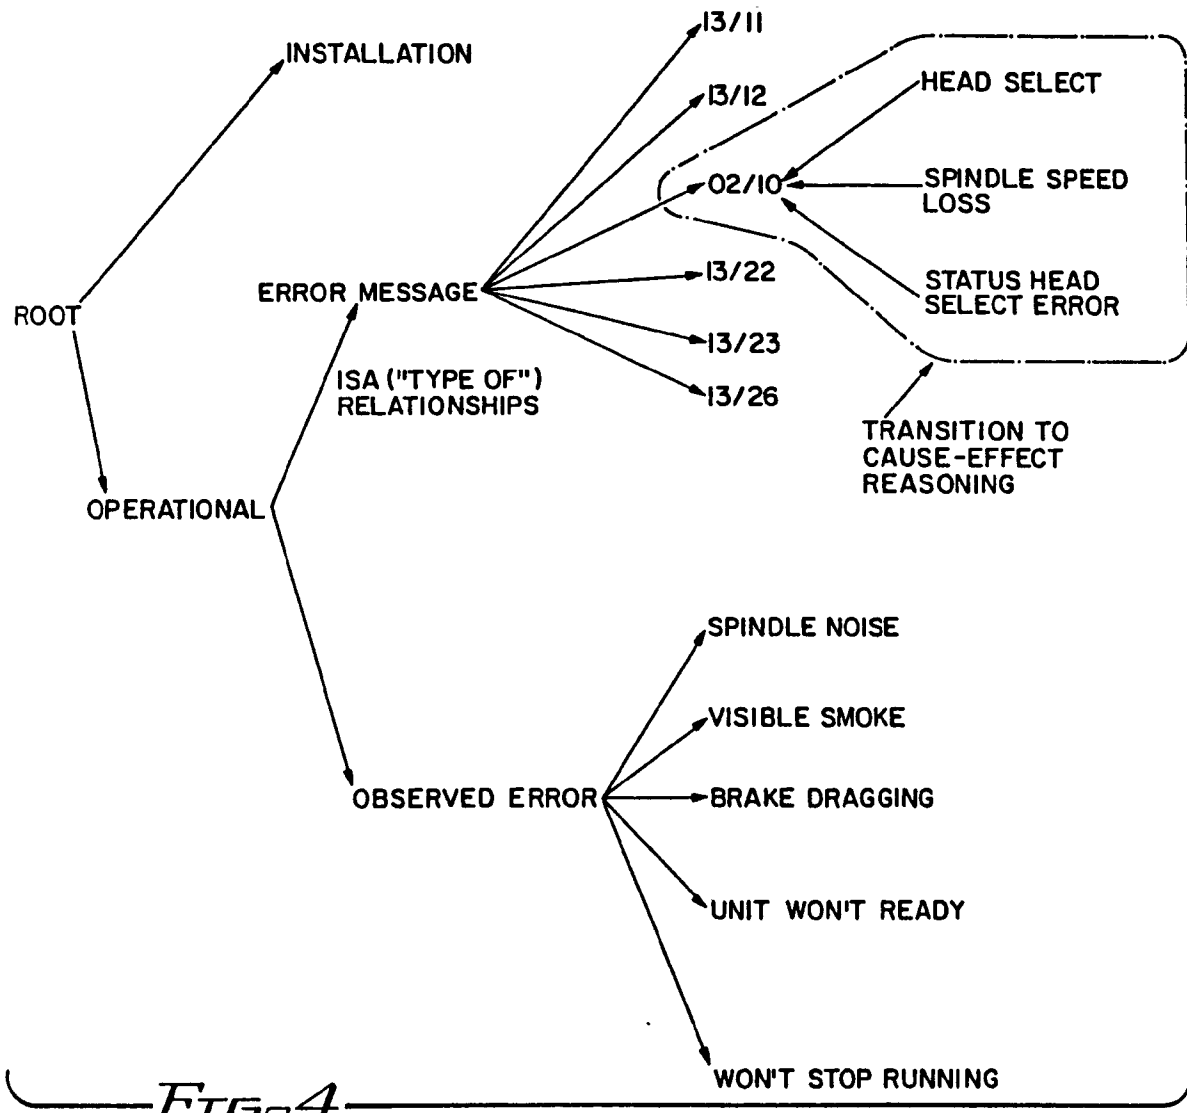 INSTALLATION
ROOT
OPERATIONAL
ERROR MESSAGE
ISA ("TYPE OF")
RELATIONSHIPS
13/11
13/12
02/10
13/22
13/23
13/26
HEAD SELECT
SPINDLE SPEED
LOSS
STATUS HEAD
SELECT ERROR
TRANSITION TO
CAUSE-EFFECT
REASONING
OBSERVED ERROR
SPINDLE NOISE
VISIBLE SMOKE
BRAKE DRAGGING
UNIT WON'T READY
WON'T STOP RUNNING
FIG-4